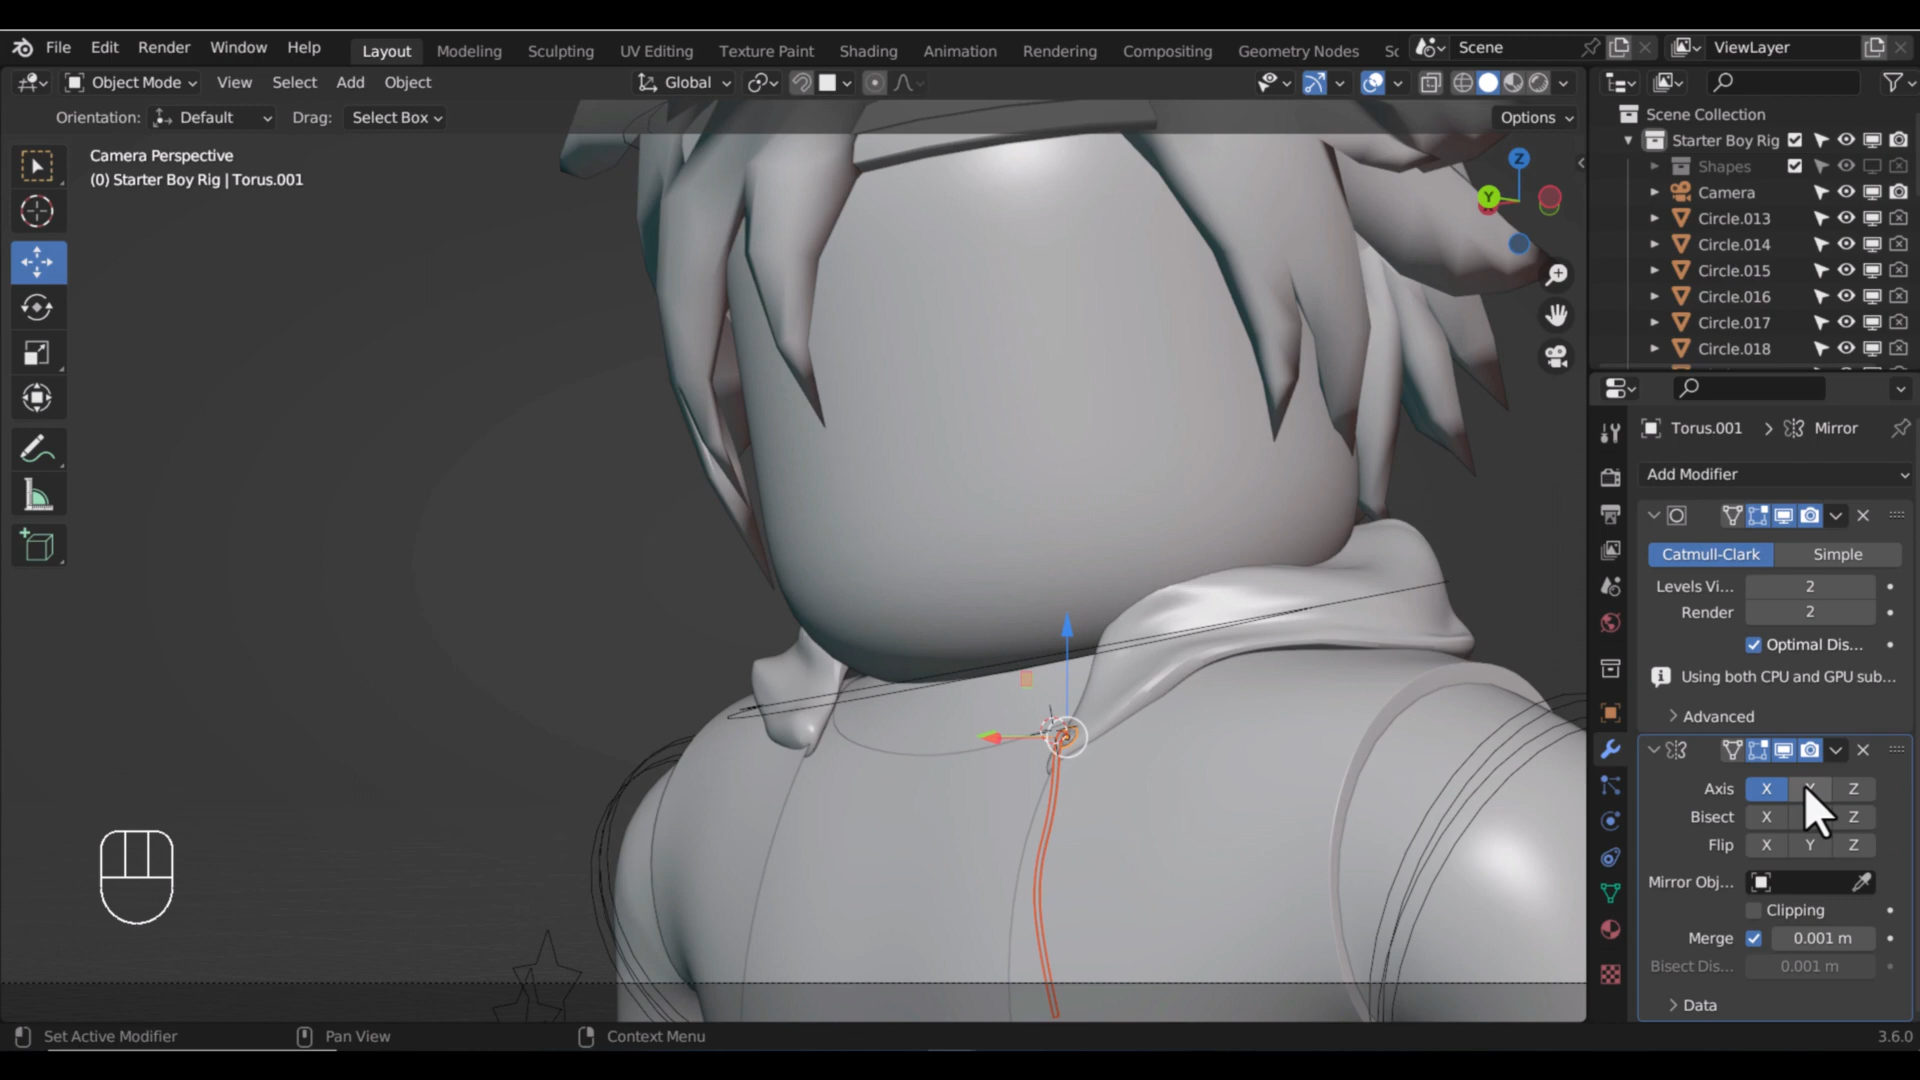 File Edit Render Window Help Layout Modeling Sculpting UV Editing Texture Paint Shading Animation Rendering Compositing Geometry Nodes Sc Scene ViewLayer
Object Mode View Select Add Object Global
Orientation: Default Drag: Select Box Options
Camera Perspective
(0) Starter Boy Rig | Torus.001
Z
Y
Scene Collection
Starter Boy Rig
Shapes
Camera
Circle.013
Circle.014
Circle.015
Circle.016
Circle.017
Circle.018
Torus.001 > Mirror
Add Modifier
Catmull-Clark Simple
Levels Vi... 2
Render 2
Optimal Dis...
Using both CPU and GPU sub...
Advanced
Axis X Y Z
Bisect X Z
Flip X Y Z
Mirror Obj...
Clipping
Merge 0.001 m
Bisect Dis... 0.001 m
Data
Set Active Modifier Pan View Context Menu 3.6.0